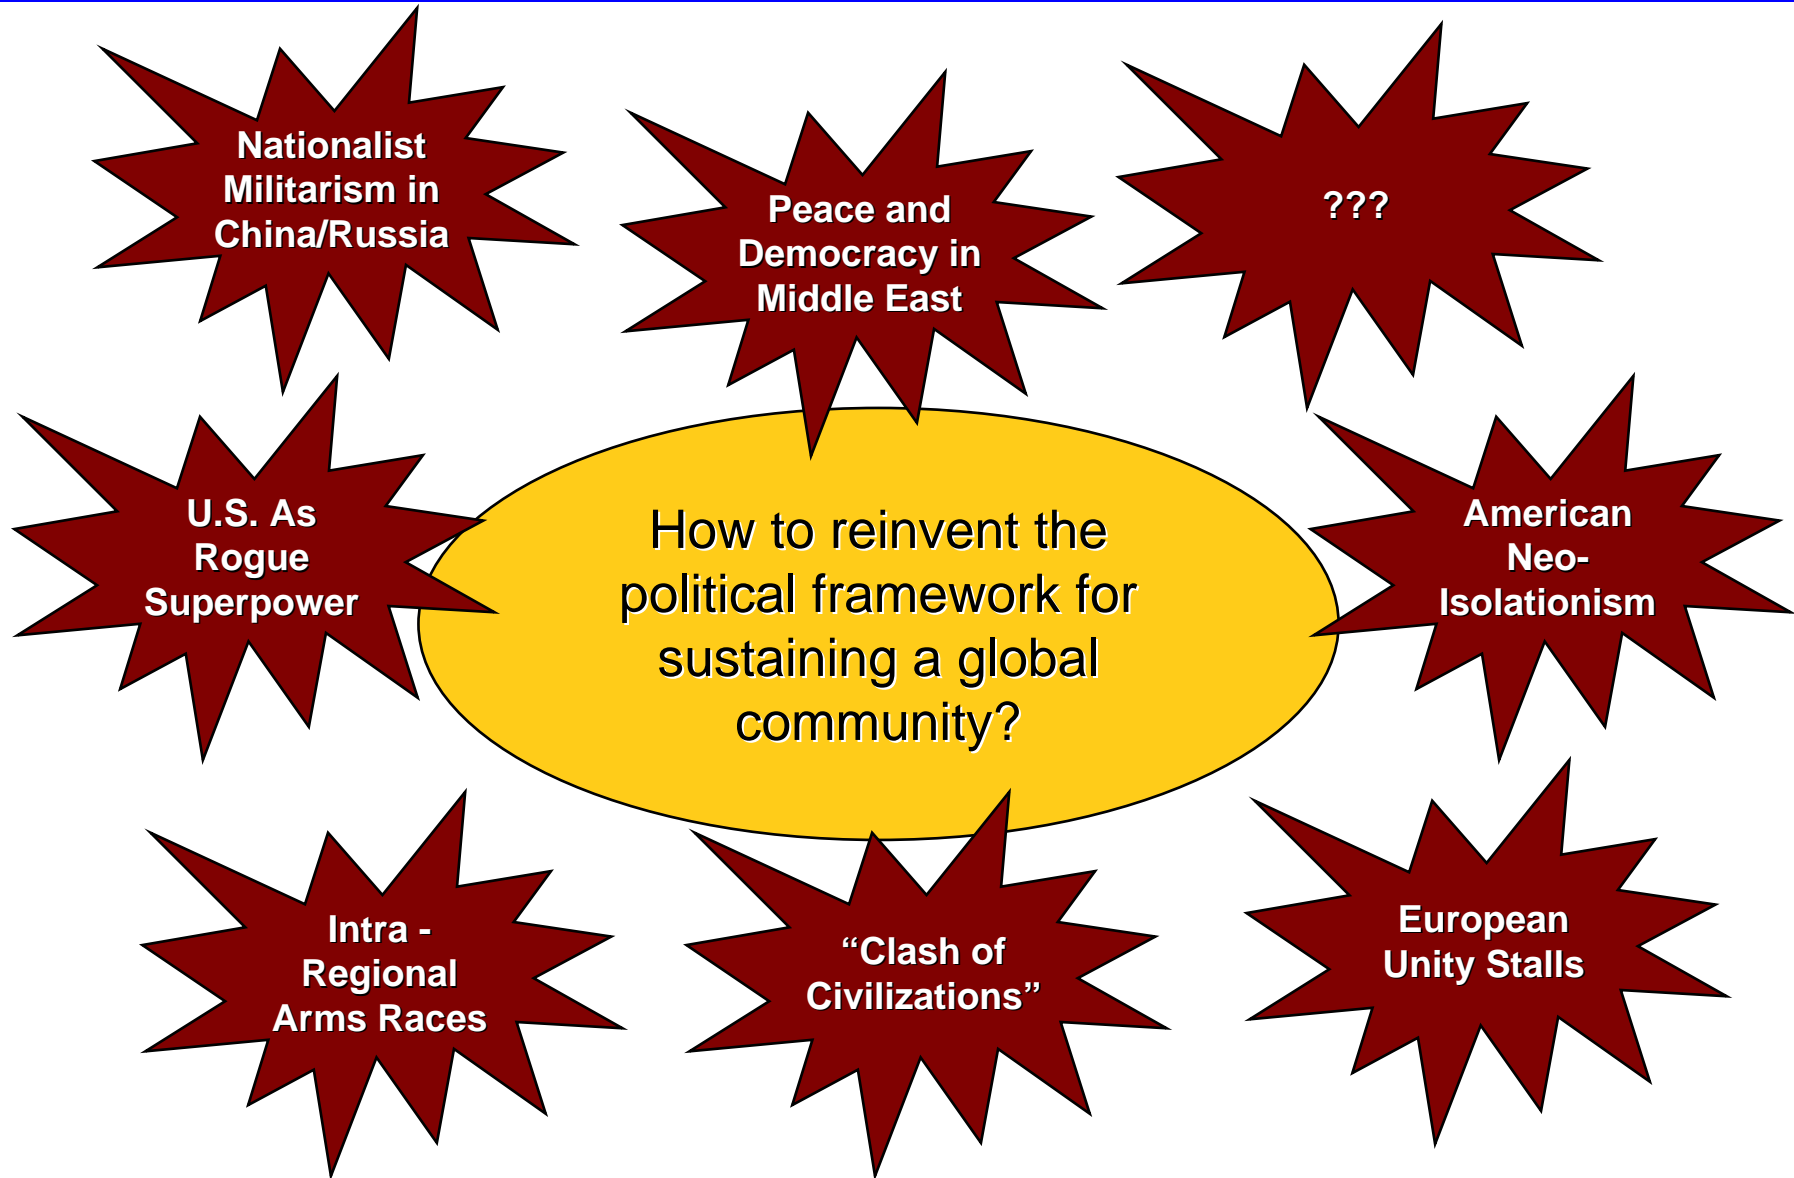 Nationalist
Militarism in
China/Russia
Peace and
Democracy in
Middle East
???
U.S. As
Rogue
Superpower
How to reinvent the
political framework for
sustaining a global
community?
American
Neo-
Isolationism
Intra -
Regional
Arms Races
“Clash of
Civilizations”
European
Unity Stalls